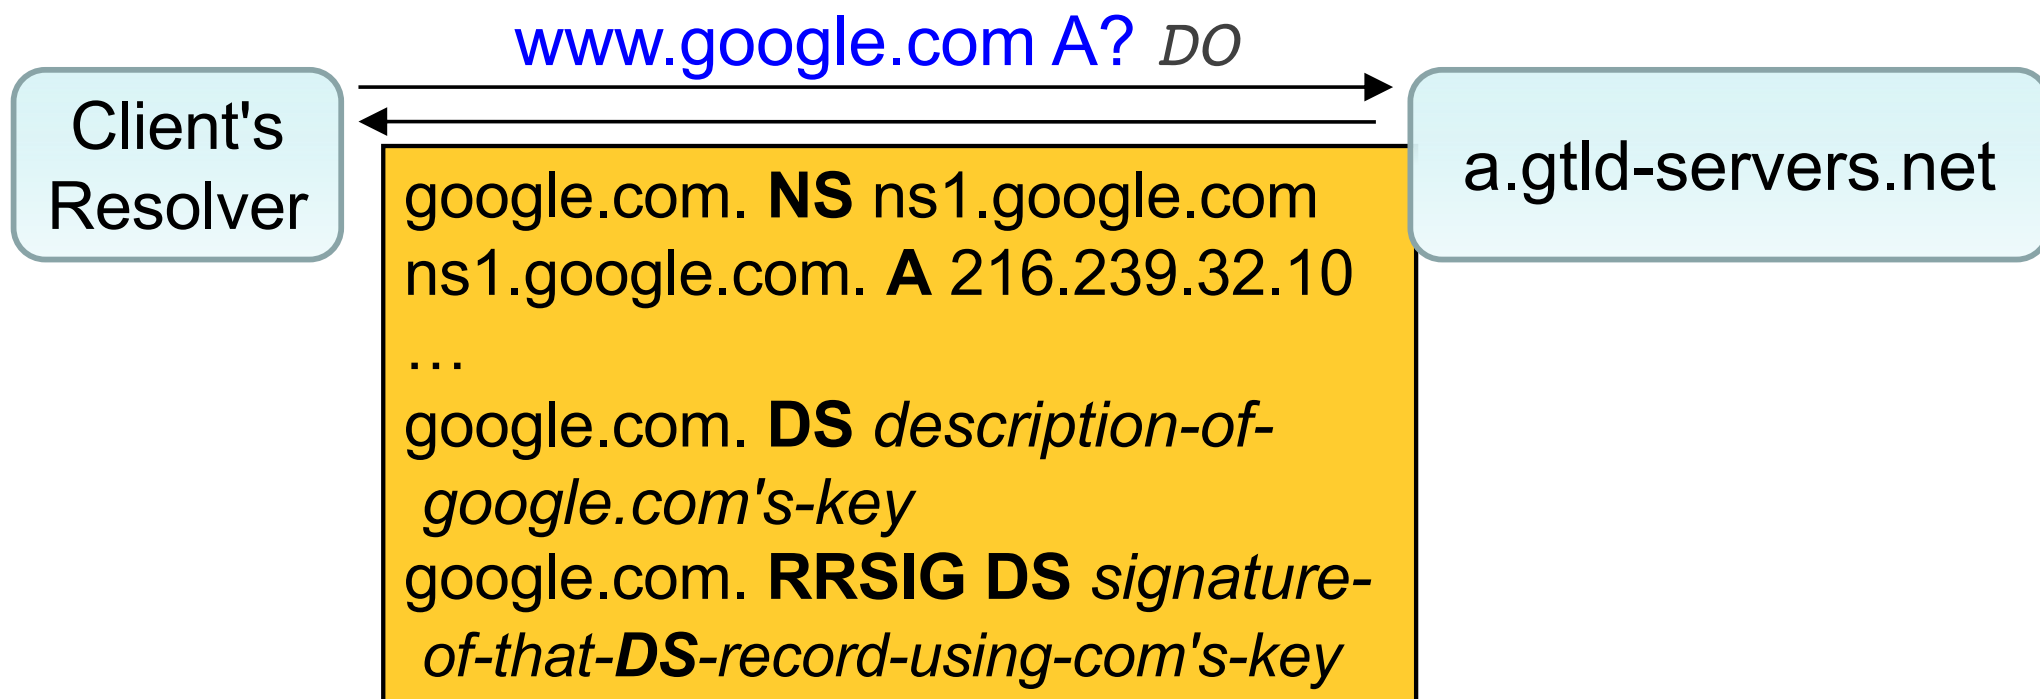 www.google.com A? DO
Client's
Resolver
a.gtld-servers.net
google.com. NS ns1.google.com
ns1.google.com. A 216.239.32.10
…
google.com. DS description-of-
google.com's-key
google.com. RRSIG DS signature-
of-that-DS-record-using-com's-key